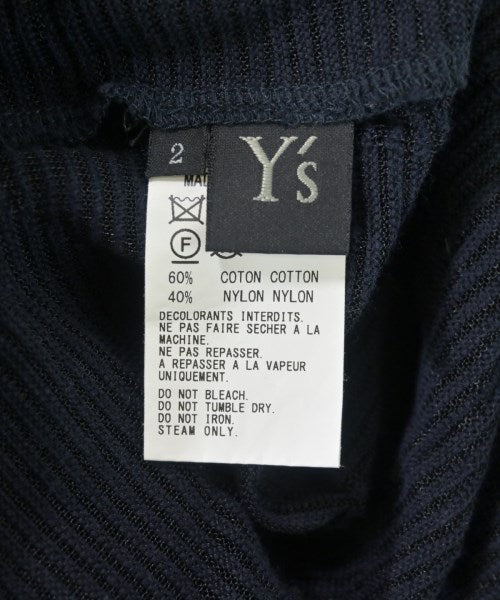 2
Y's
F
60% COTON COTTON
40% NYLON NYLON
DECOLORANTS INTERDITS.
NE PAS FAIRE SECHER A LA
MACHINE.
NE PAS REPASSER.
A REPASSER A LA VAPEUR
UNIQUEMENT.
DO NOT BLEACH.
DO NOT TUMBLE DRY.
DO NOT IRON.
STEAM ONLY.